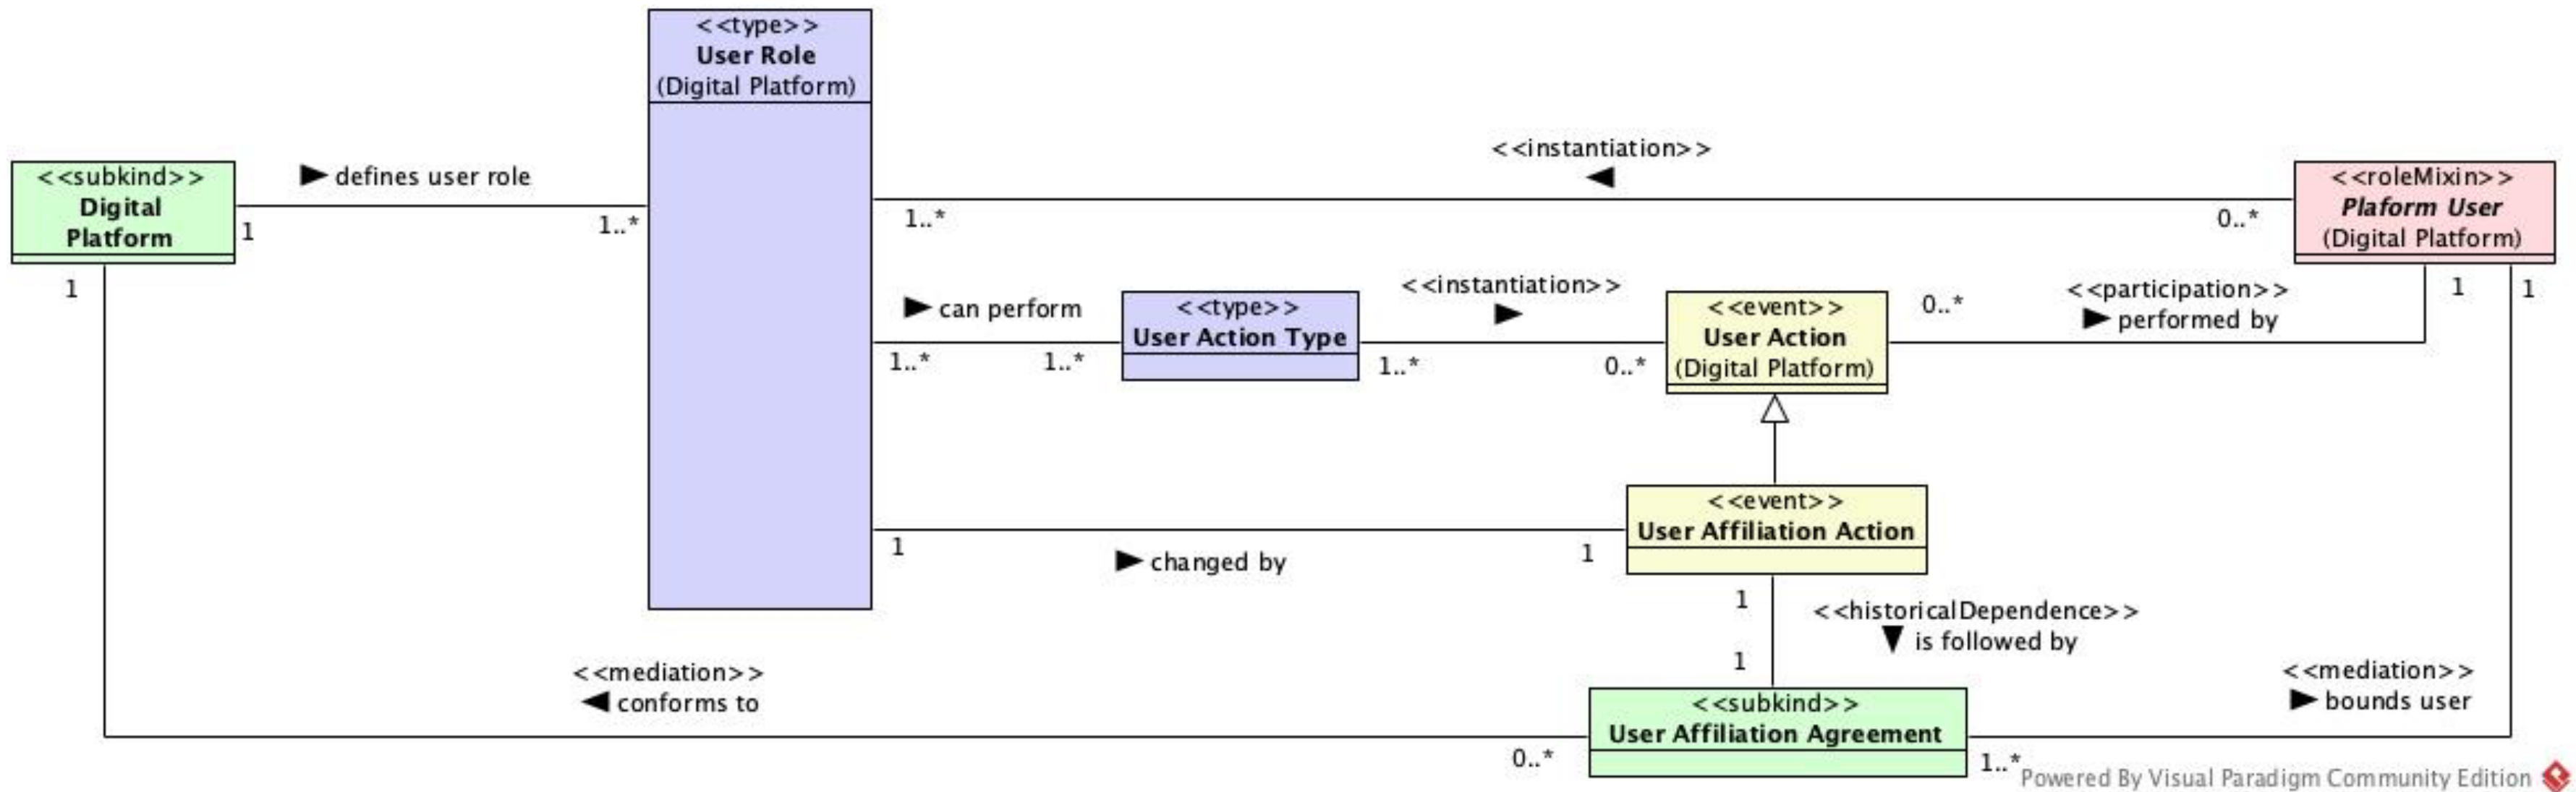 <<type>>
User Role
(Digital Platform)
<<subkind>>
Digital
Platform
1
1
defines user role
1..*
<<instantiation>>
1..*
0..*
<<roleMixin>>
Plaform User
(Digital Platform)
1
1
can perform
1..*
1..*
<<type>>
User Action Type
<<instantiation>>
1..*
0..*
<<event>>
User Action
(Digital Platform)
0..*
<<participation>>
performed by
<<event>>
User Affiliation Action
1
changed by
1
1
<<historicalDependence>>
is followed by
1
<<mediation>>
conforms to
0..*
<<subkind>>
User Affiliation Agreement
<<mediation>>
bounds user
1..*
Powered By Visual Paradigm Community Edition